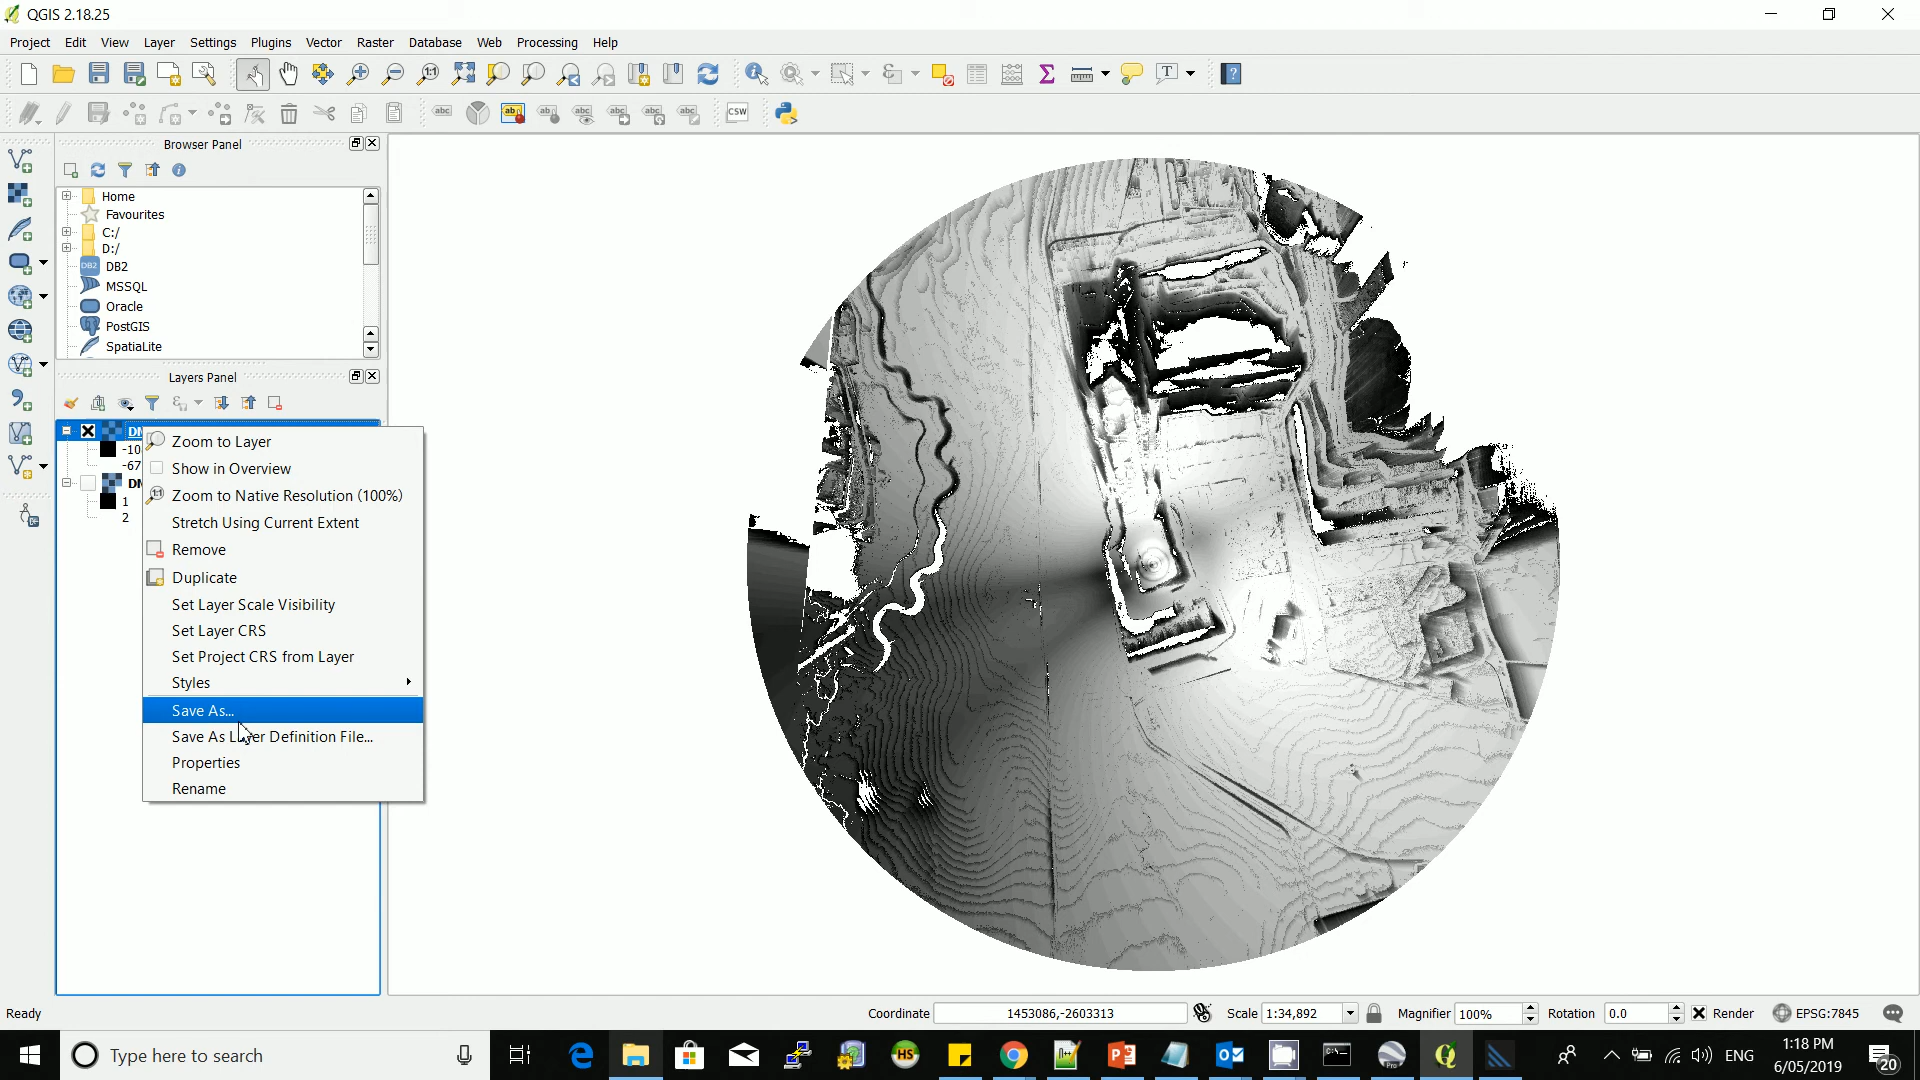 QGIS 2.18.25
Project Edit View Layer Settings Plugins Vector Raster Database Web Processing Help
Browser Panel
Home
Favourites
C:/
D:/
DB2
MSSQL
Oracle
PostGIS
SpatiaLite
Layers Panel
Zoom to Layer
Show in Overview
Zoom to Native Resolution (100%)
Stretch Using Current Extent
Remove
Duplicate
Set Layer Scale Visibility
Set Layer CRS
Set Project CRS from Layer
Styles
Save As...
Save As Layer Definition File...
Properties
Rename
-10
-67
1
2
Ready Coordinate 1453086,-2603313 Scale 1:34,892 Magnifier 100% Rotation 0.0 Render EPSG:7845
Type here to search
ENG
1:18 PM
6/05/2019
20